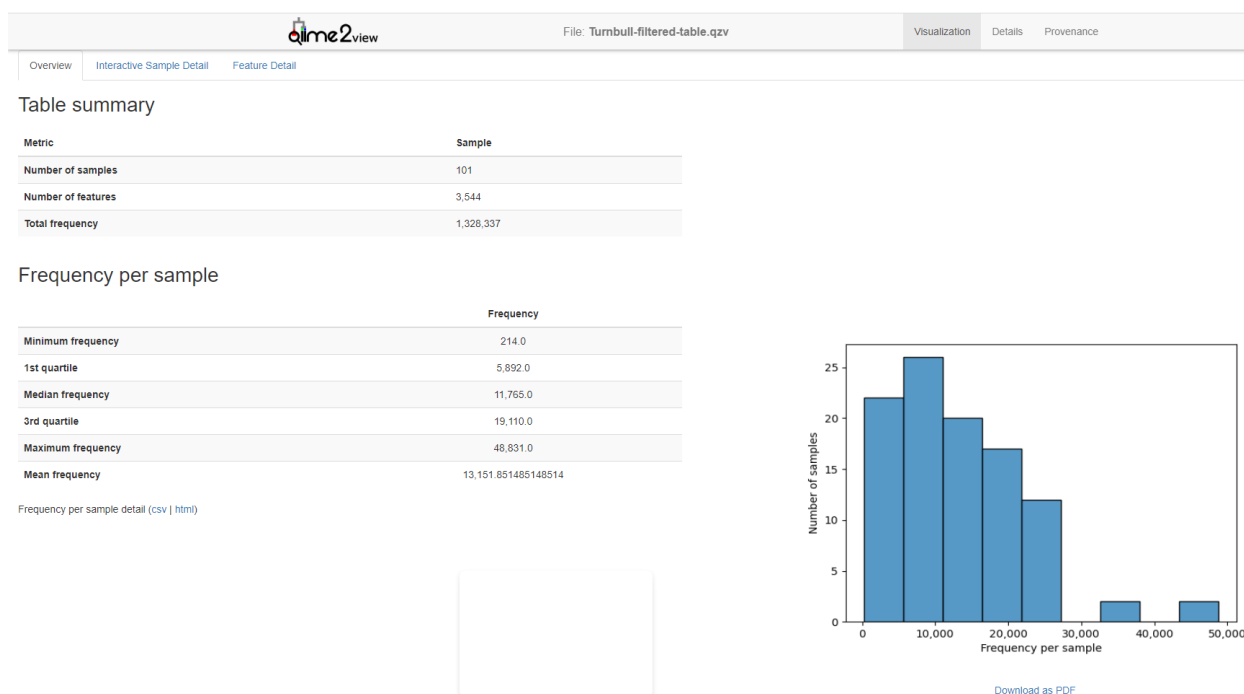 qiime2view File: Turnbull-filtered-table.qzv Visualization Details Provenance
Overview Interactive Sample Detail Feature Detail
Table summary
Metric Sample
Number of samples 101
Number of features 3,544
Total frequency 1,328,337
Frequency per sample
Frequency
Minimum frequency 214.0
1st quartile 5,892.0
Median frequency 11,765.0
3rd quartile 19,110.0
Maximum frequency 48,831.0
Mean frequency 13,151.851485148514
Frequency per sample detail (csv | html)
25
20
15
10
5
0
Number of samples
0 10,000 20,000 30,000 40,000 50,000
Frequency per sample
Download as PDF